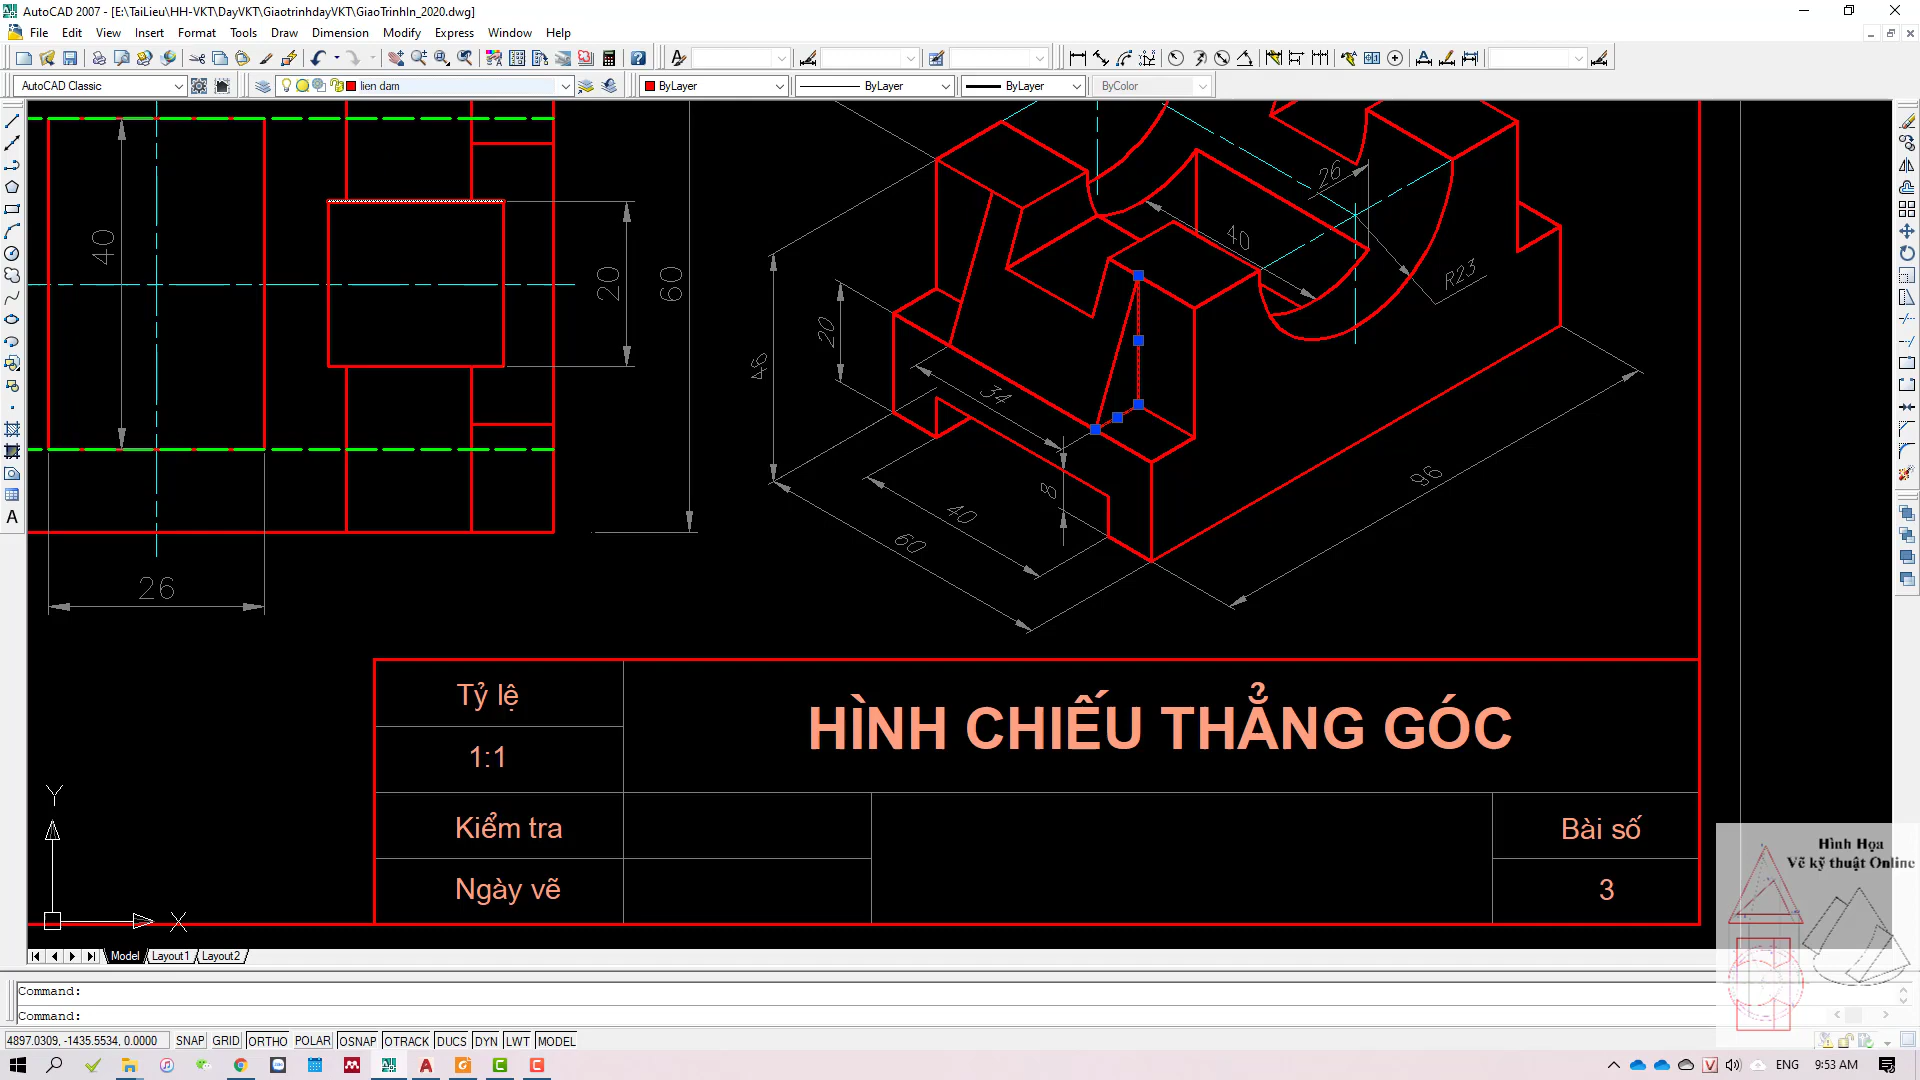 AutoCAD 2007 - [E:\TaiLieu\HH-VKT\DayVKT\GiaotrinhdayVKT\GiaoTrinhIn_2020.dwg]
File Edit View Insert Format Tools Draw Dimension Modify Express Window Help
AutoCAD Classic
lien dam
ByLayer
ByLayer
ByLayer
ByColor
40
20
60
26
26
40
R23
20
46
34
8
40
60
96
Tỷ lệ
1:1
HÌNH CHIẾU THẲNG GÓC
Kiểm tra
Ngày vẽ
Bài số
3
Y
X
A
Hình Họa
Vẽ kỹ thuật Online
Model Layout1 Layout2
Command:
Command:
4897.0309, -1435.5534, 0.0000 SNAP GRID ORTHO POLAR OSNAP OTRACK DUCS DYN LWT MODEL
ENG 9:53 AM